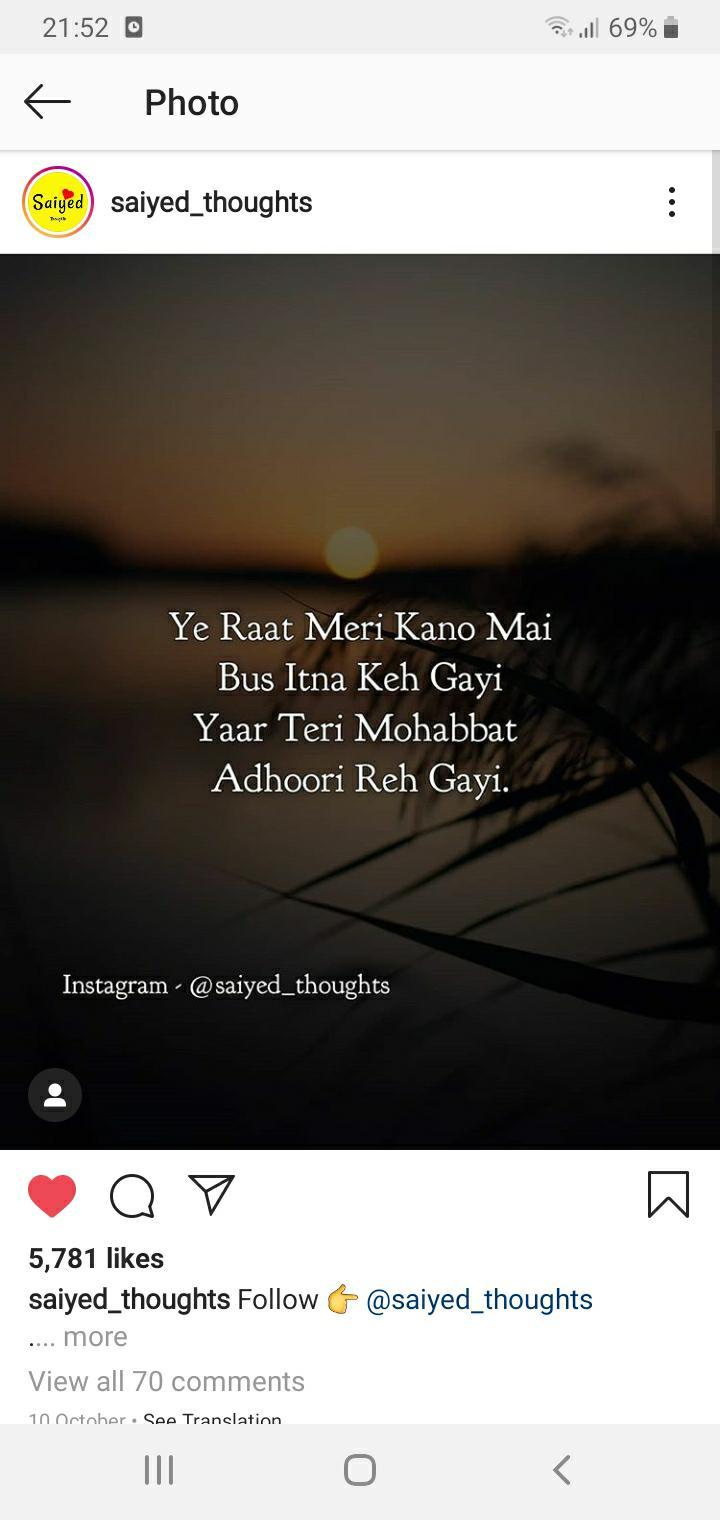 21:52 69%
Photo
Saiyed
saiyed_thoughts
Ye Raat Meri Kano Mai
Bus Itna Keh Gayi
Yaar Teri Mohabbat
Adhoori Reh Gayi.
Instagram - @saiyed_thoughts
5,781 likes
saiyed_thoughts Follow 👉 @saiyed_thoughts
.... more
View all 70 comments
10 October • See Translation